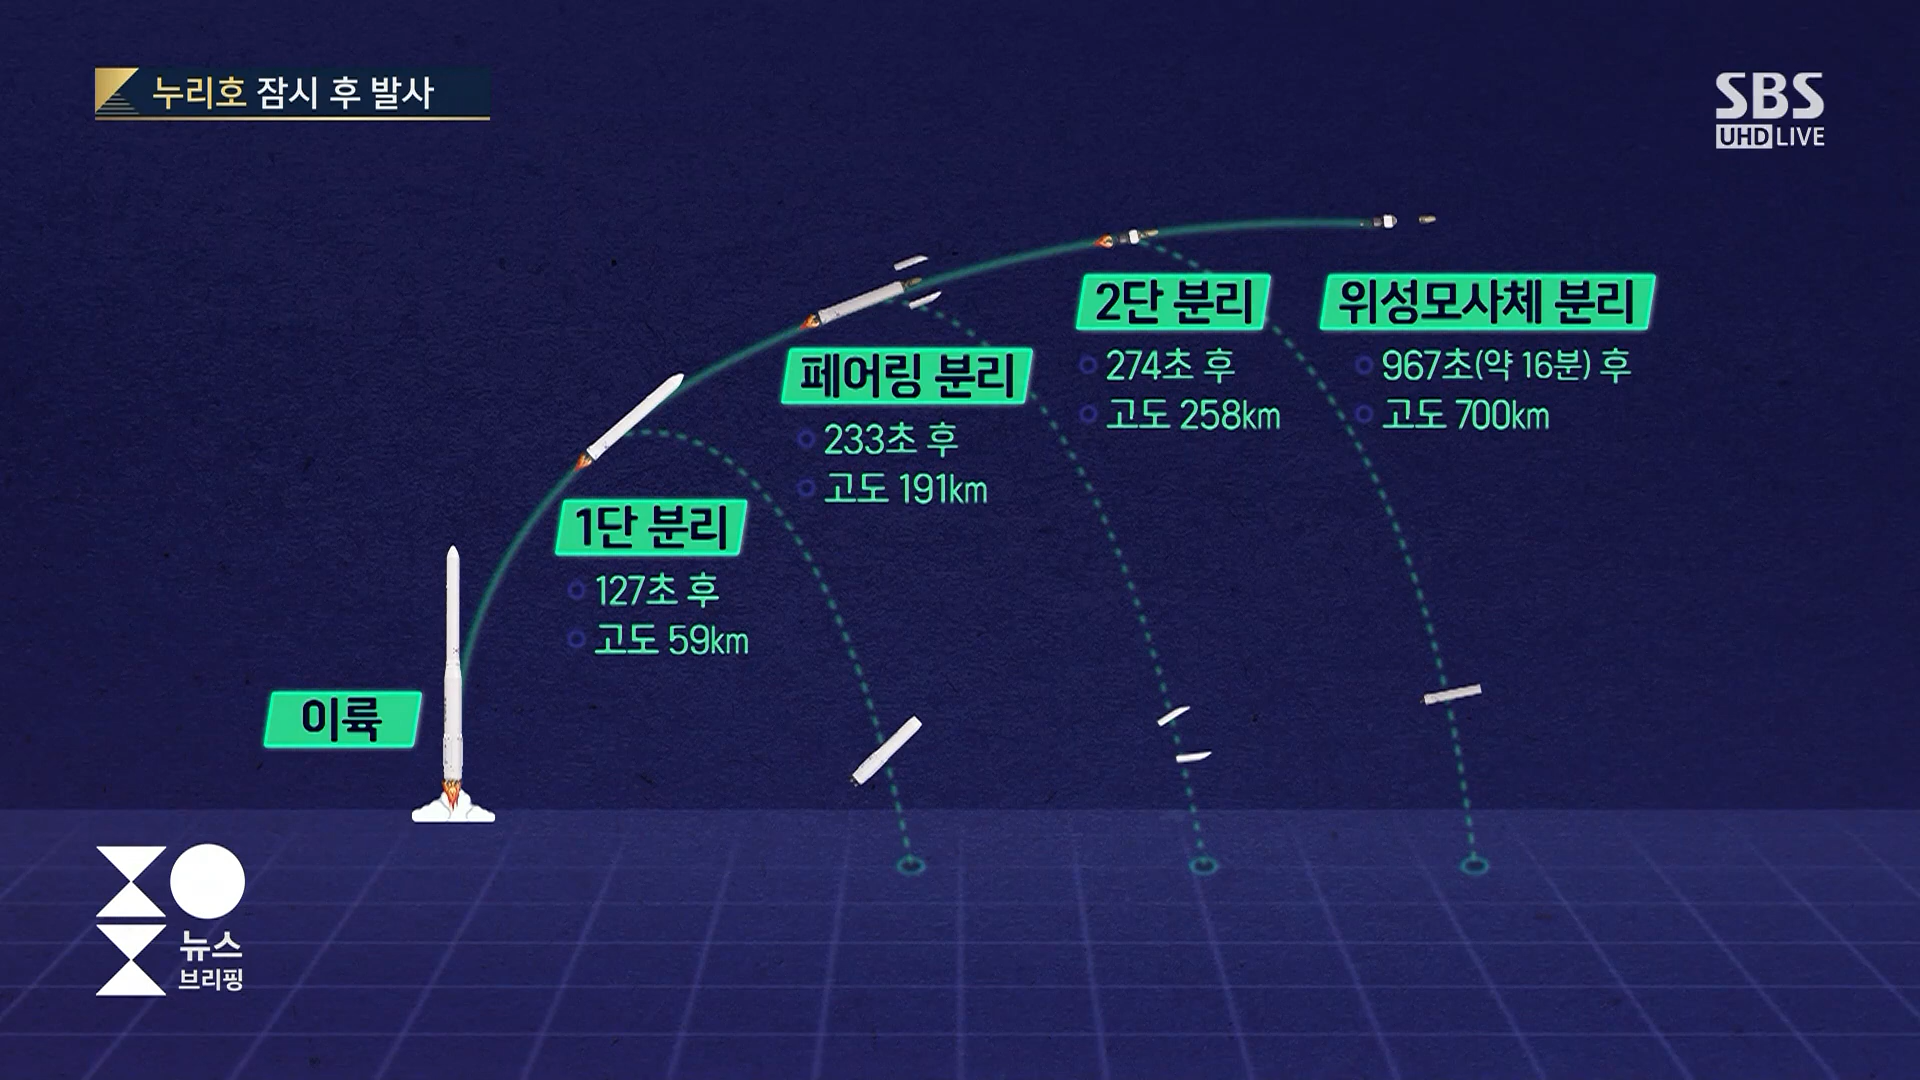 누리호 잠시 후 발사
SBS
UHD LIVE
이륙
1단 분리
127초 후
고도 59km
페어링 분리
233초 후
고도 191km
2단 분리
274초 후
고도 258km
위성모사체 분리
967초(약 16분) 후
고도 700km
뉴스
브리핑